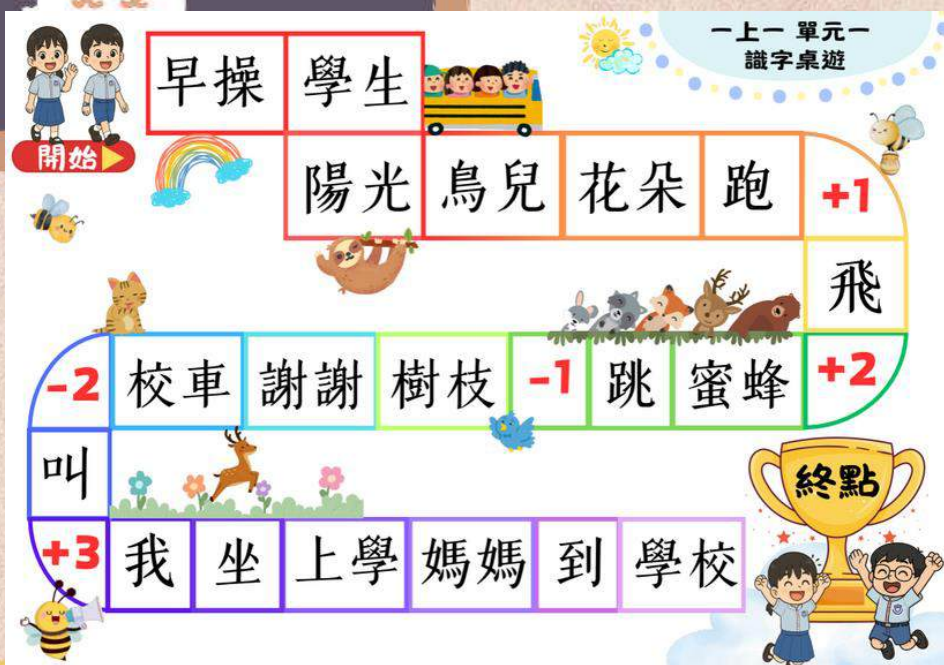 一上一 單元一
識字桌遊
開始
早操 學生
陽光 鳥兒 花朵 跑 +1
飛
-2 校車 謝謝 樹枝 -1 跳 蜜蜂 +2
叫
終點
+3 我 坐 上學 媽媽 到 學校